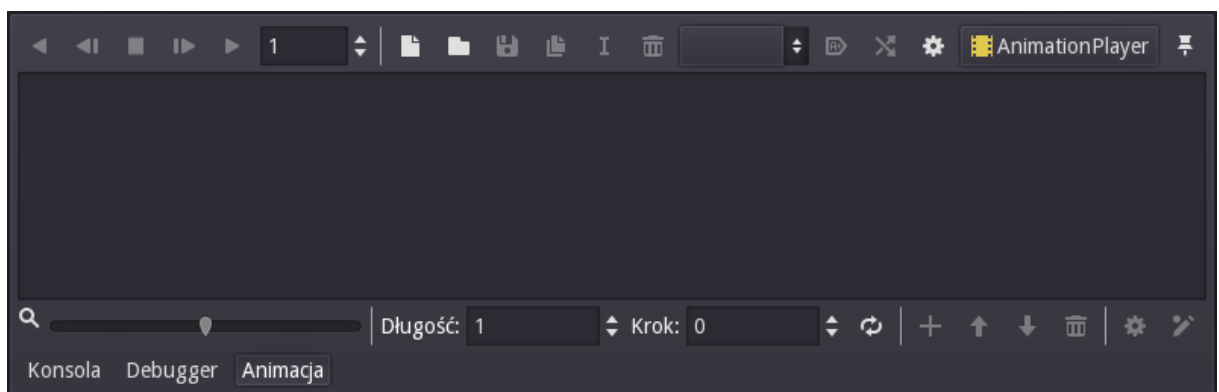 1 AnimationPlayer
Długość: 1 Krok: 0
Konsola Debugger Animacja